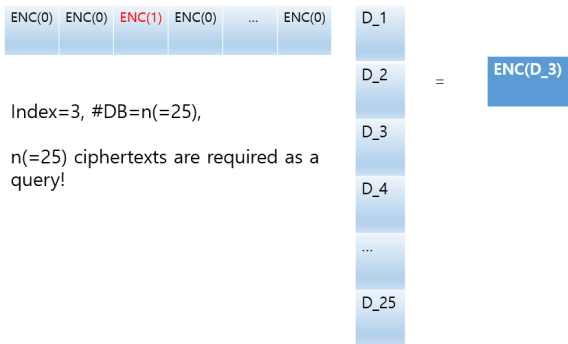 ENC(0) ENC(0) ENC(1) ENC(0) ... ENC(0)
D_1
D_2
D_3
D_4
...
D_25
=
ENC(D_3)
Index=3, #DB=n(=25),
n(=25) ciphertexts are required as a
query!